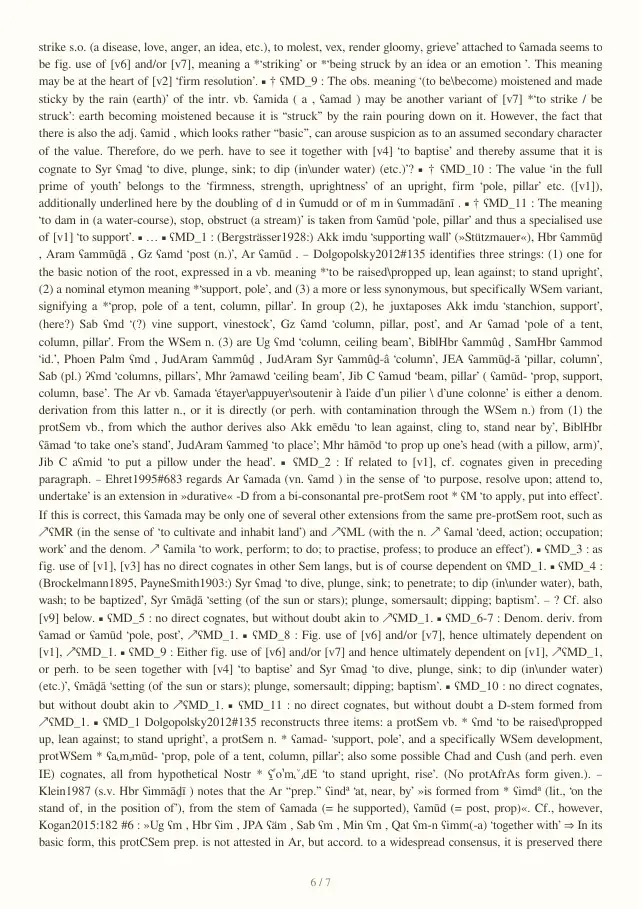 strike s.o. (a disease, love, anger, an idea, etc.), to molest, vex, render gloomy, grieve’ attached to ʕamada seems to
be fig. use of [v6] and/or [v7], meaning a *‘striking’ or *‘being struck by an idea or an emotion ’. This meaning
may be at the heart of [v2] ‘firm resolution’. ▪ † ʕMD_9 : The obs. meaning ‘(to be\become) moistened and made
sticky by the rain (earth)’ of the intr. vb. ʕamida ( a , ʕamad ) may be another variant of [v7] *‘to strike / be
struck’: earth becoming moistened because it is “struck” by the rain pouring down on it. However, the fact that
there is also the adj. ʕamid , which looks rather “basic”, can arouse suspicion as to an assumed secondary character
of the value. Therefore, do we perh. have to see it together with [v4] ‘to baptise’ and thereby assume that it is
cognate to Syr ʕmaḏ ‘to dive, plunge, sink; to dip (in\under water) (etc.)’? ▪ † ʕMD_10 : The value ‘in the full
prime of youth’ belongs to the ‘firmness, strength, uprightness’ of an upright, firm ‘pole, pillar’ etc. ([v1]),
additionally underlined here by the doubling of d in ʕumudd or of m in ʕummadānī . ▪ † ʕMD_11 : The meaning
‘to dam in (a water-course), stop, obstruct (a stream)’ is taken from ʕamūd ‘pole, pillar’ and thus a specialised use
of [v1] ‘to support’. ▪ … ▪ ʕMD_1 : (Bergsträsser1928:) Akk imdu ‘supporting wall’ (»Stützmauer«), Hbr ʕammūḏ
, Aram ʕammūḏā , Gz ʕamd ‘post (n.)’, Ar ʕamūd . – Dolgopolsky2012#135 identifies three strings: (1) one for
the basic notion of the root, expressed in a vb. meaning *‘to be raised\propped up, lean against; to stand upright’,
(2) a nominal etymon meaning *‘support, pole’, and (3) a more or less synonymous, but specifically WSem variant,
signifying a *‘prop, pole of a tent, column, pillar’. In group (2), he juxtaposes Akk imdu ‘stanchion, support’,
(here?) Sab ʕmd ‘(?) vine support, vinestock’, Gz ʕamd ‘column, pillar, post’, and Ar ʕamad ‘pole of a tent,
column, pillar’. From the WSem n. (3) are Ug ʕmd ‘column, ceiling beam’, BiblHbr ʕammûḏ , SamHbr ʕammod
‘id.’, Phoen Palm ʕmd , JudAram ʕammûḏ , JudAram Syr ʕammûḏ-â ‘column’, JEA ʕammūḏ-ā ‘pillar, column’,
Sab (pl.) ʔʕmd ‘columns, pillars’, Mhr ʔamawd ‘ceiling beam’, Jib C ʕamud ‘beam, pillar’ ( ʕamūd- ‘prop, support,
column, base’. The Ar vb. ʕamada ‘étayer\appuyer\soutenir à l’aide d’un pilier \ d’une colonne’ is either a denom.
derivation from this latter n., or it is directly (or perh. with contamination through the WSem n.) from (1) the
protSem vb., from which the author derives also Akk emēdu ‘to lean against, cling to, stand near by’, BiblHbr
ʕāmad ‘to take one’s stand’, JudAram ʕammeḏ ‘to place’; Mhr hāmōd ‘to prop up one’s head (with a pillow, arm)’,
Jib C aʕmid ‘to put a pillow under the head’. ▪ ʕMD_2 : If related to [v1], cf. cognates given in preceding
paragraph. – Ehret1995#683 regards Ar ʕamada (vn. ʕamd ) in the sense of ‘to purpose, resolve upon; attend to,
undertake’ is an extension in »durative« -D from a bi-consonantal pre-protSem root * ʕM ‘to apply, put into effect’.
If this is correct, this ʕamada may be only one of several other extensions from the same pre-protSem root, such as
↗ʕMR (in the sense of ‘to cultivate and inhabit land’) and ↗ʕML (with the n. ↗ ʕamal ‘deed, action; occupation;
work’ and the denom. ↗ ʕamila ‘to work, perform; to do; to practise, profess; to produce an effect’). ▪ ʕMD_3 : as
fig. use of [v1], [v3] has no direct cognates in other Sem langs, but is of course dependent on ʕMD_1. ▪ ʕMD_4 :
(Brockelmann1895, PayneSmith1903:) Syr ʕmaḏ ‘to dive, plunge, sink; to penetrate; to dip (in\under water), bath,
wash; to be baptized’, Syr ʕmāḏā ‘setting (of the sun or stars); plunge, somersault; dipping; baptism’. – ? Cf. also
[v9] below. ▪ ʕMD_5 : no direct cognates, but without doubt akin to ↗ʕMD_1. ▪ ʕMD_6-7 : Denom. deriv. from
ʕamad or ʕamūd ‘pole, post’, ↗ʕMD_1. ▪ ʕMD_8 : Fig. use of [v6] and/or [v7], hence ultimately dependent on
[v1], ↗ʕMD_1. ▪ ʕMD_9 : Either fig. use of [v6] and/or [v7] and hence ultimately dependent on [v1], ↗ʕMD_1,
or perh. to be seen together with [v4] ‘to baptise’ and Syr ʕmaḏ ‘to dive, plunge, sink; to dip (in\under water)
(etc.)’, ʕmāḏā ‘setting (of the sun or stars); plunge, somersault; dipping; baptism’. ▪ ʕMD_10 : no direct cognates,
but without doubt akin to ↗ʕMD_1. ▪ ʕMD_11 : no direct cognates, but without doubt a D-stem formed from
↗ʕMD_1. ▪ ʕMD_1 Dolgopolsky2012#135 reconstructs three items: a protSem vb. * ʕmd ‘to be raised\propped
up, lean against; to stand upright’, a protSem n. * ʕamad- ‘support, pole’, and a specifically WSem development,
protWSem * ʕa,m,mūd- ‘prop, pole of a tent, column, pillar’; also some possible Chad and Cush (and perh. even
IE) cognates, all from hypothetical Nostr ‘to stand upright, rise’. (No protAfrAs form given.). –
Klein1987 (s.v. Hbr ʕimmāḏī ) notes that the Ar “prep.” ʕindᵃ ‘at, near, by’ »is formed from * ʕimdᵃ (lit., ‘on the
stand of, in the position of’), from the stem of ʕamada (= he supported), ʕamūd (= post, prop)«. Cf., however,
Kogan2015:182 #6 : »Ug ʕm , Hbr ʕim , JPA ʕäm , Sab ʕm , Min ʕm , Qat ʕm-n ʕimm(-a) ‘together with’ ⇒ In its
basic form, this protCSem prep. is not attested in Ar, but accord. to a widespread consensus, it is preserved there
6 / 7